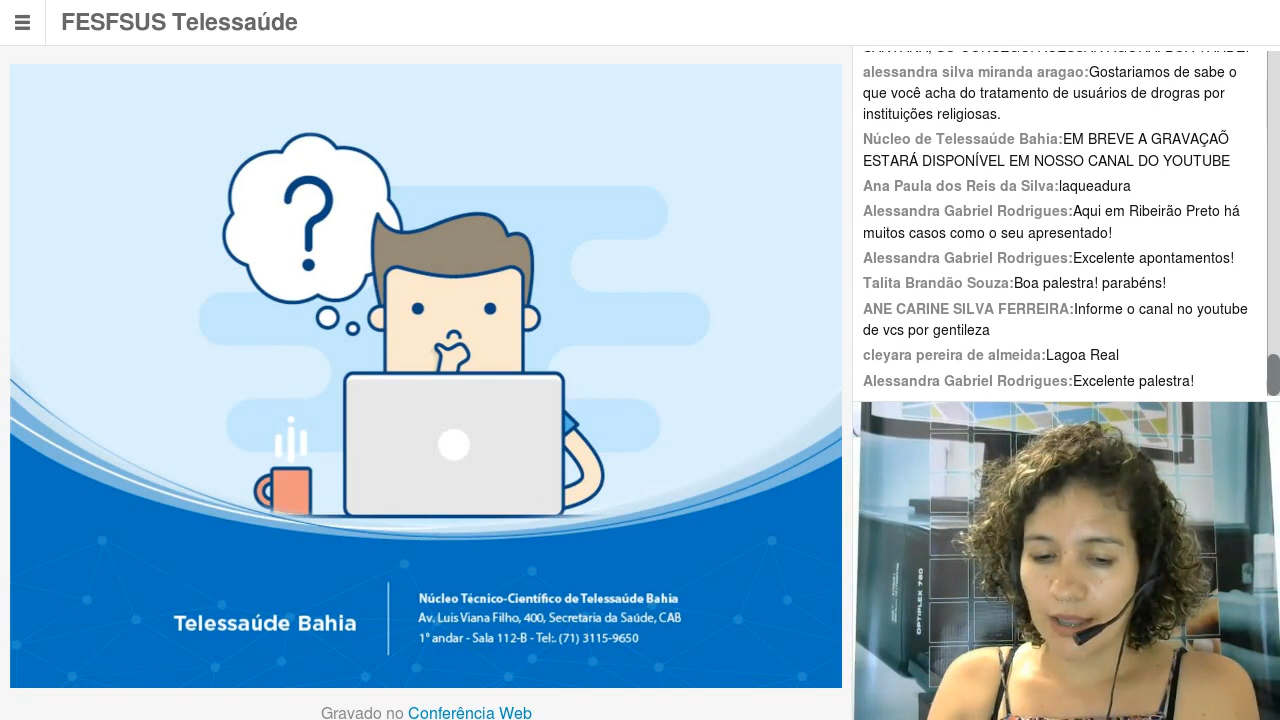 FESFSUS Telessaúde
?
Telessaúde Bahia
Núcleo Técnico-Científico de Telessaúde Bahia
Av. Luis Viana Filho, 400, Secretaria da Saúde, CAB
1º andar - Sala 112-B - Tel:. (71) 3115-9650
Gravado no Conferência Web
alessandra silva miranda aragao:Gostariamos de sabe o
que você acha do tratamento de usuários de drogras por
instituições religiosas.
Núcleo de Telessaúde Bahia:EM BREVE A GRAVAÇAÕ
ESTARÁ DISPONÍVEL EM NOSSO CANAL DO YOUTUBE
Ana Paula dos Reis da Silva:laqueadura
Alessandra Gabriel Rodrigues:Aqui em Ribeirão Preto há
muitos casos como o seu apresentado!
Alessandra Gabriel Rodrigues:Excelente apontamentos!
Talita Brandão Souza:Boa palestra! parabéns!
ANE CARINE SILVA FERREIRA:Informe o canal no youtube
de vcs por gentileza
cleyara pereira de almeida:Lagoa Real
Alessandra Gabriel Rodrigues:Excelente palestra!
OPTIPLEX 780